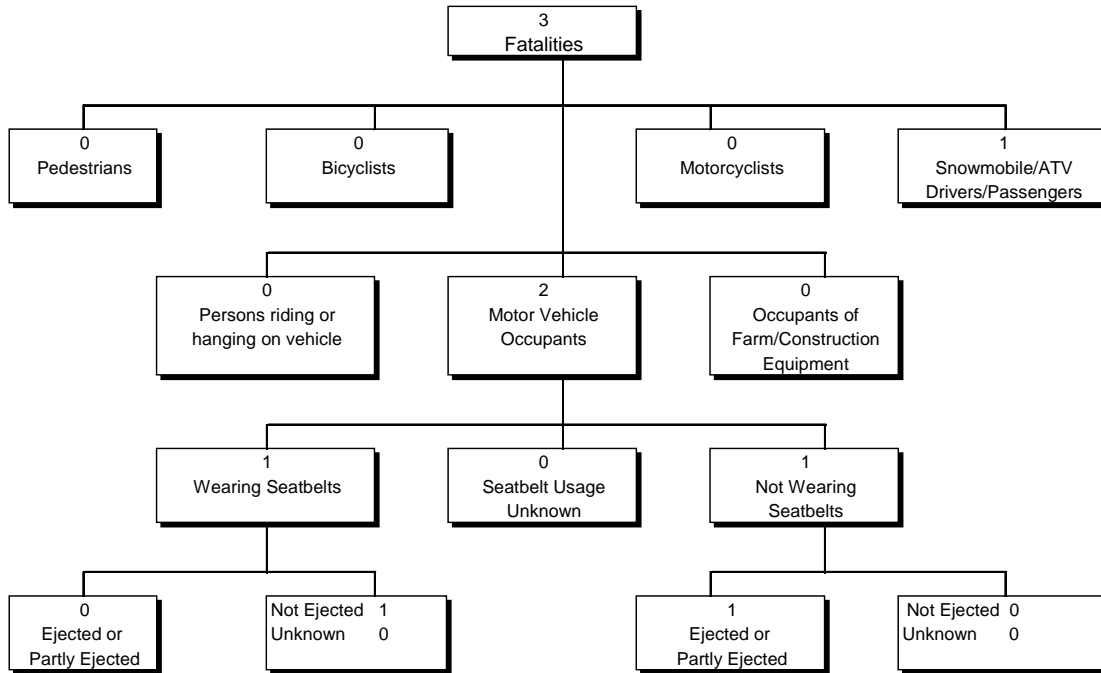 3
Fatalities
0
Pedestrians
0
Bicyclists
0
Motorcyclists
1
Snowmobile/ATV
Drivers/Passengers
0
Persons riding or
hanging on vehicle
2
Motor Vehicle
Occupants
0
Occupants of
Farm/Construction
Equipment
1
Wearing Seatbelts
0
Seatbelt Usage
Unknown
1
Not Wearing
Seatbelts
0
Ejected or
Partly Ejected
Not Ejected 1
Unknown 0
1
Ejected or
Partly Ejected
Not Ejected 0
Unknown 0